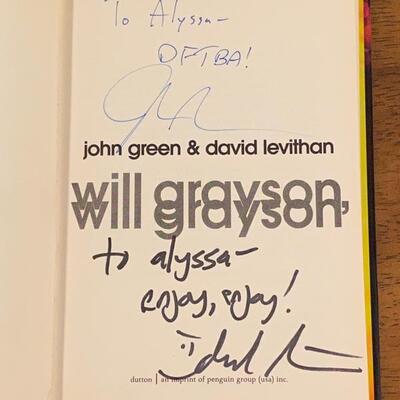 To Alyssa-
DFTBA!
john green & david levithan
will grayson,
will grayson
to alyssa-
enjoy, enjoy!
dutton | an imprint of penguin group (usa) inc.